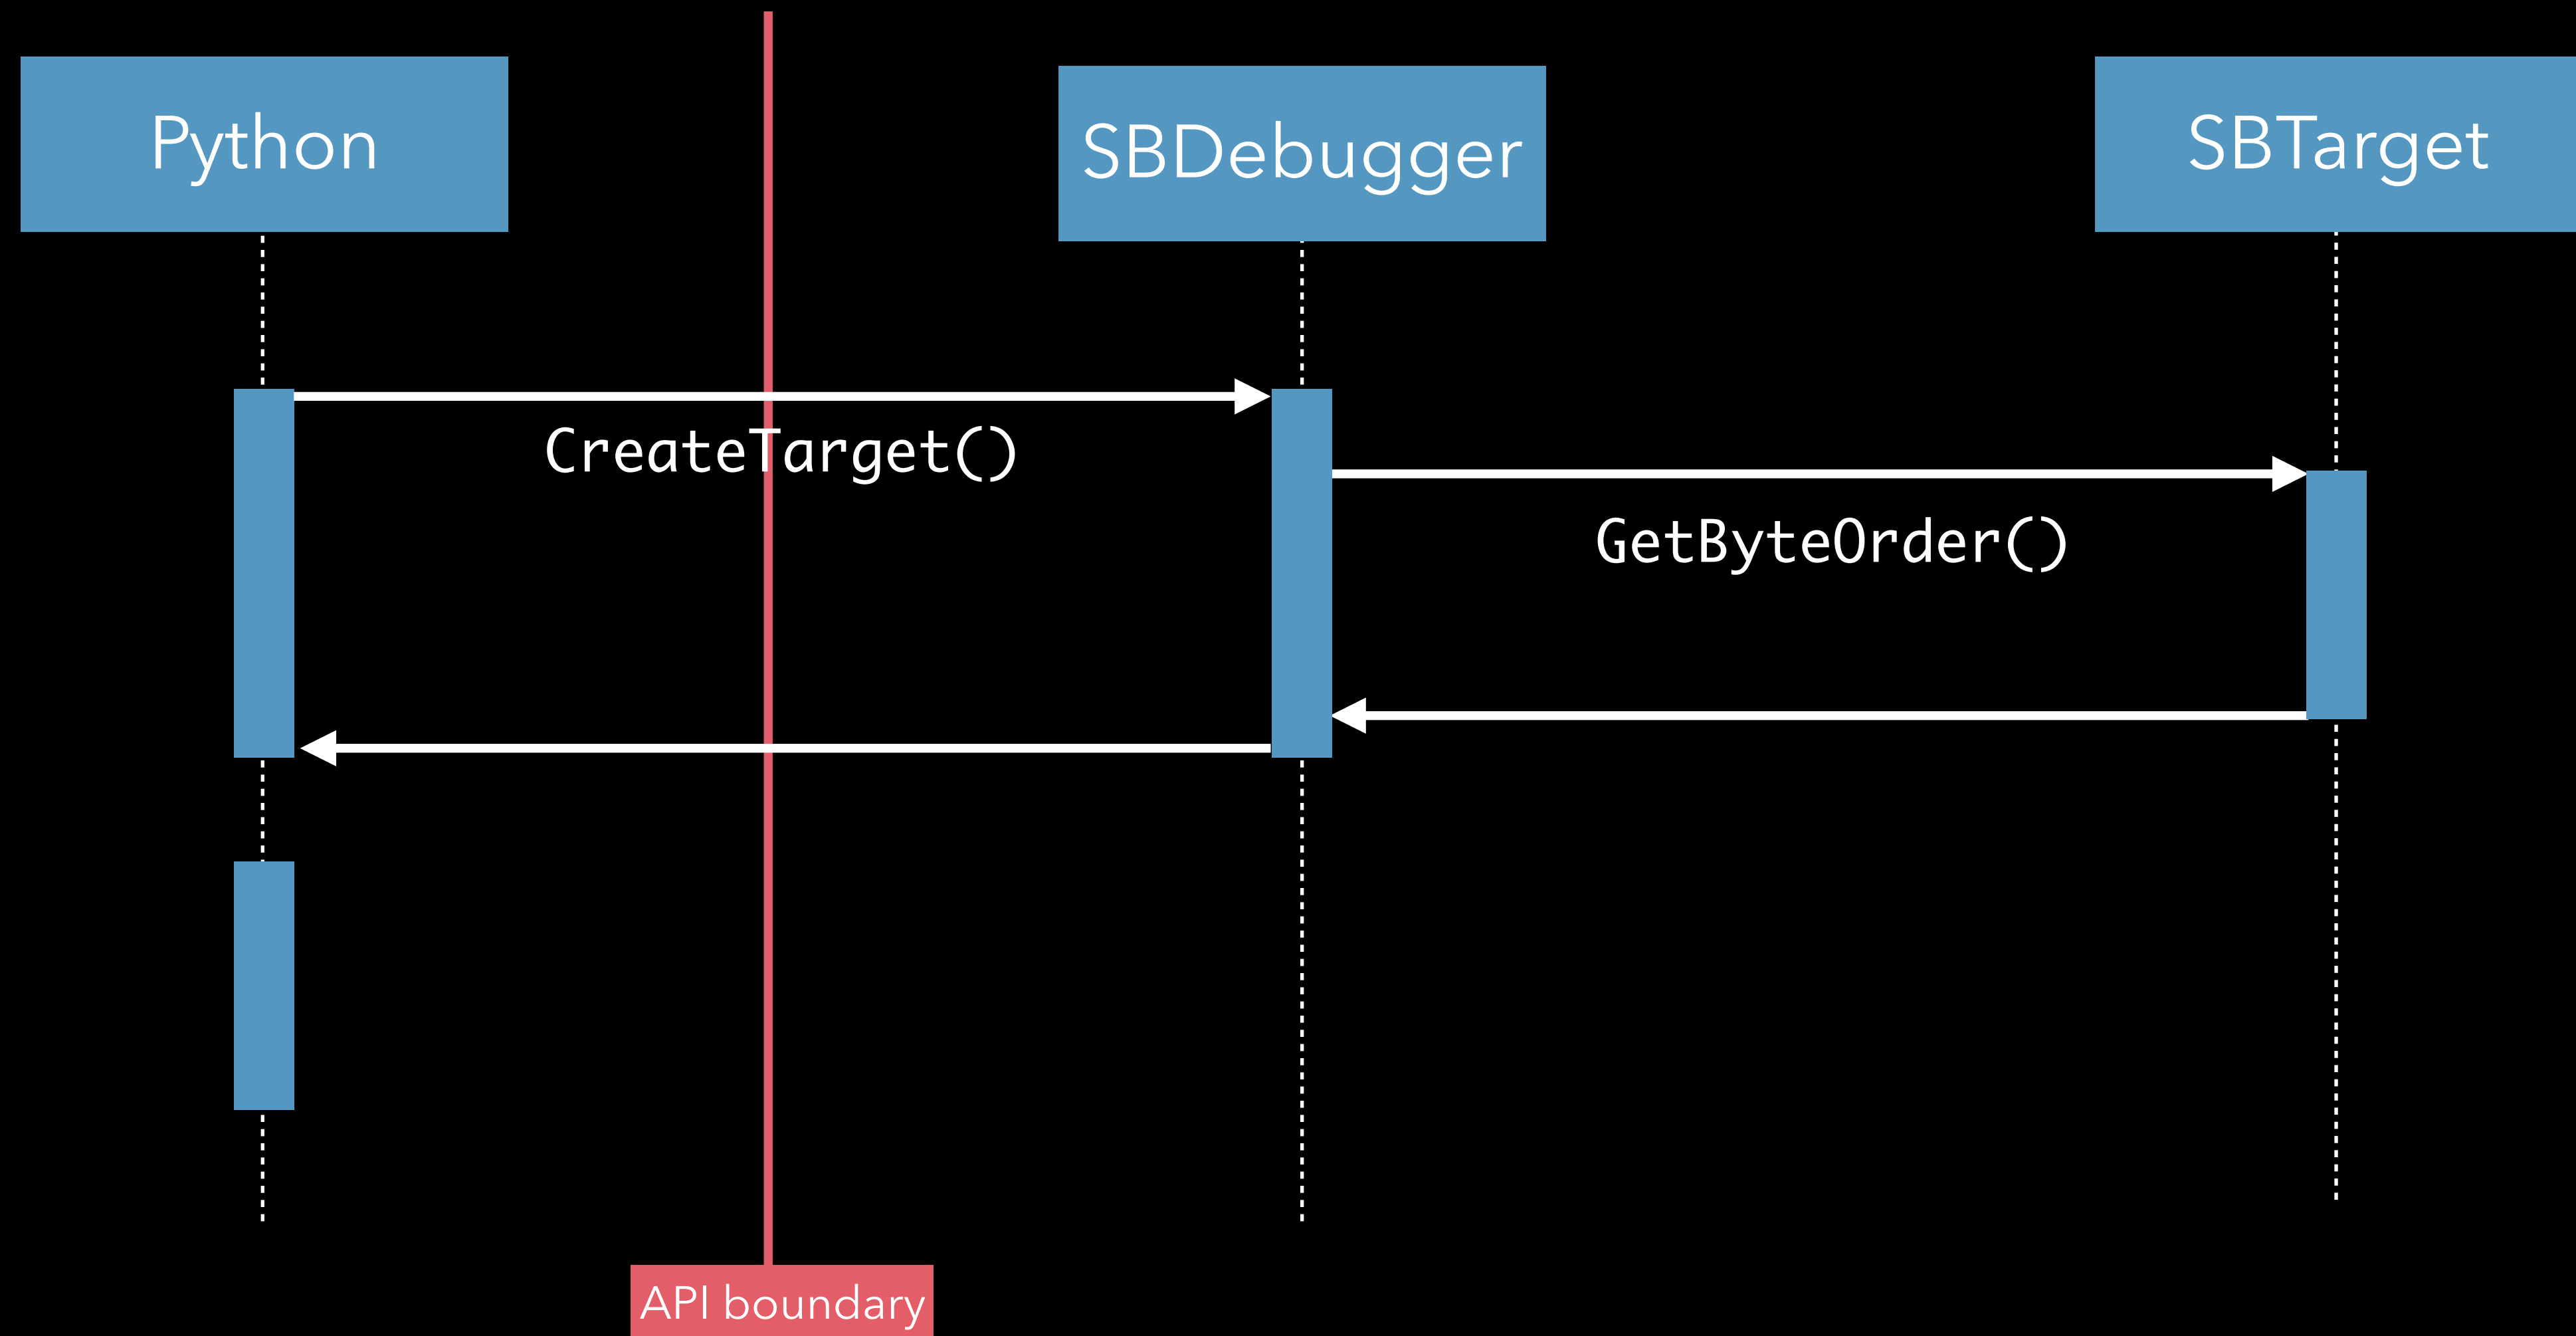 Python
SBDebugger
SBTarget
CreateTarget()
GetByteOrder()
API boundary